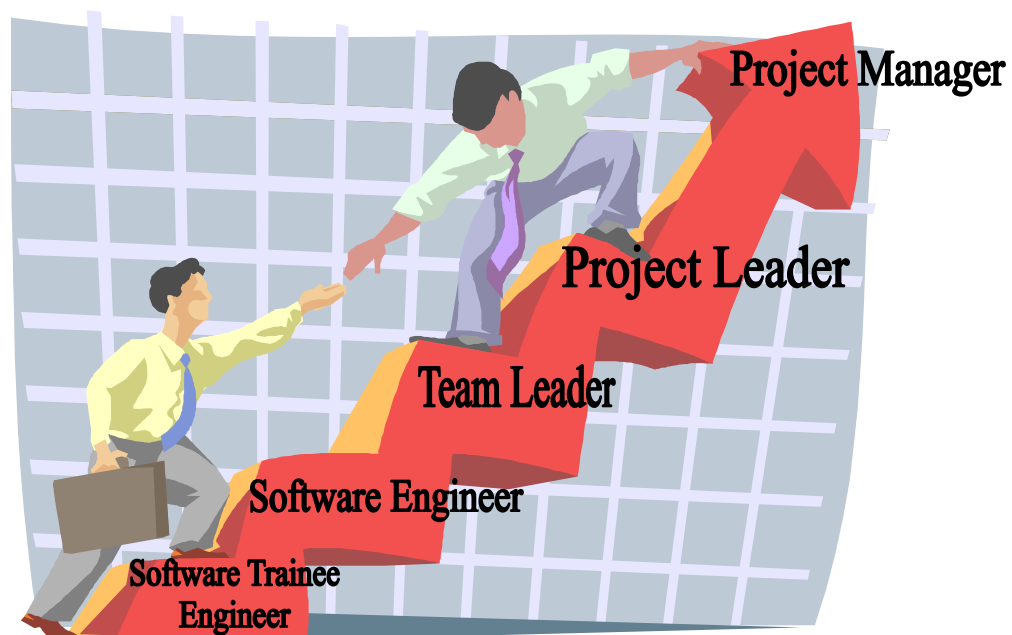 Project Manager
Project Leader
Team Leader
Software Engineer
Software Trainee
Engineer